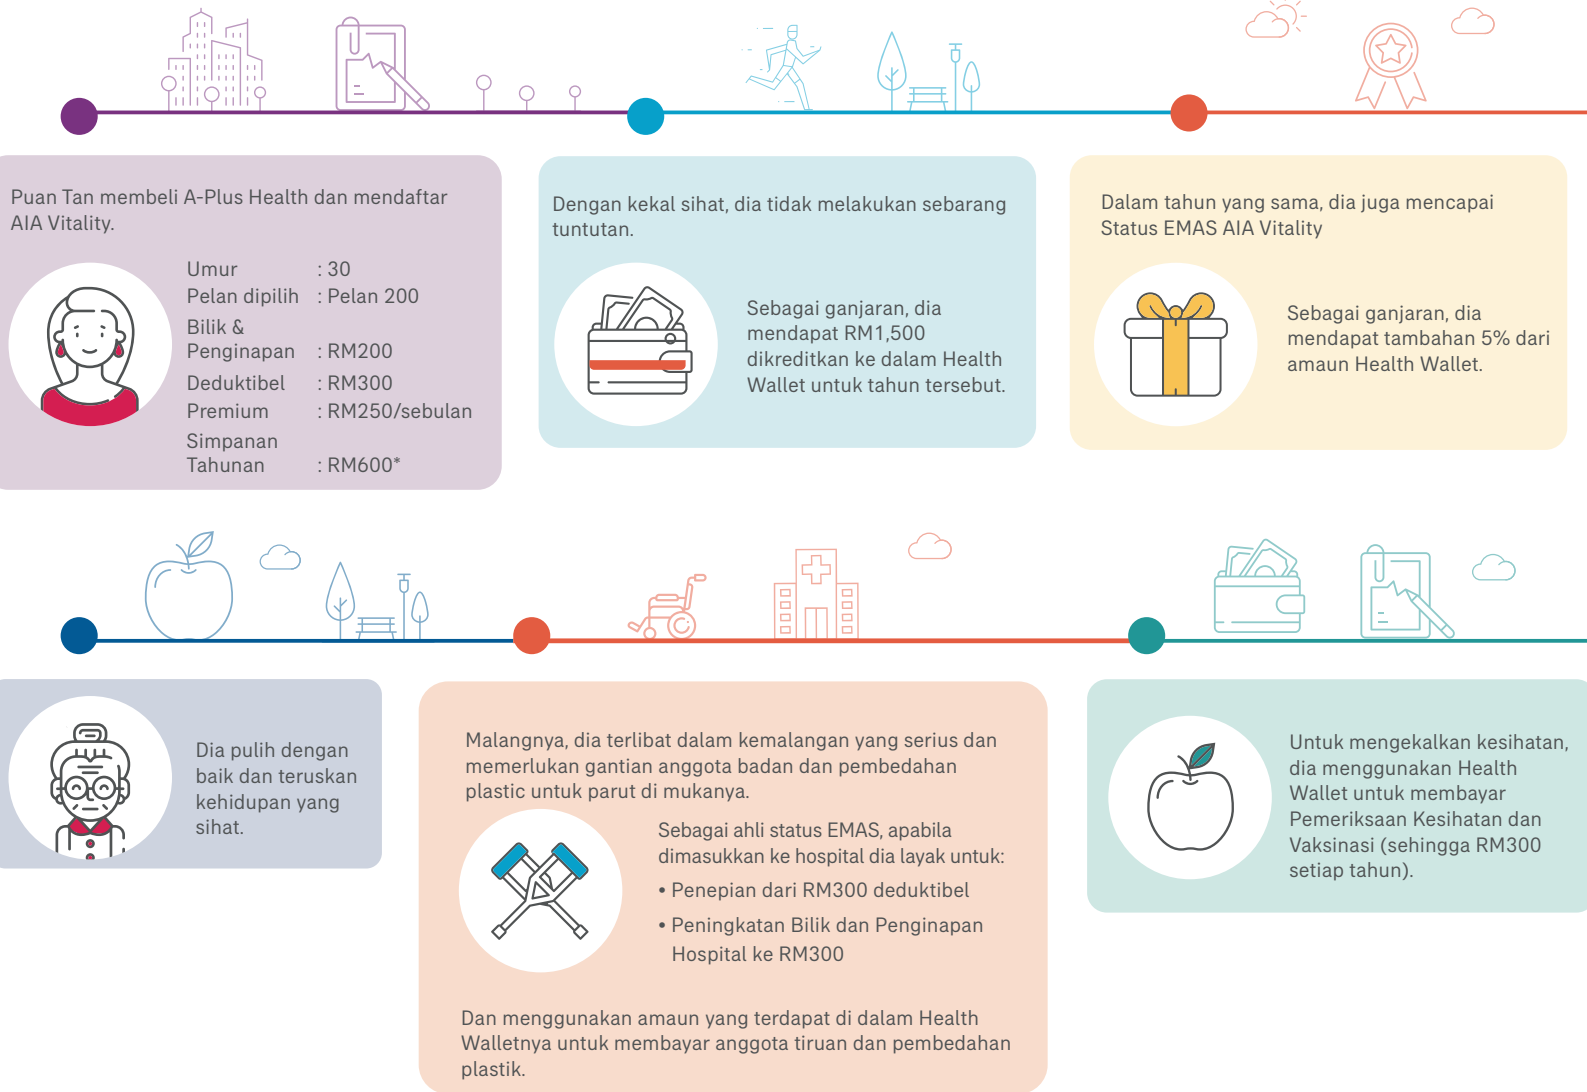 Puan Tan membeli A-Plus Health dan mendaftar
AIA Vitality.
Umur : 30
Pelan dipilih : Pelan 200
Bilik &
Penginapan : RM200
Deduktibel : RM300
Premium : RM250/sebulan
Simpanan
Tahunan : RM600*
Dengan kekal sihat, dia tidak melakukan sebarang
tuntutan.
Sebagai ganjaran, dia
mendapat RM1,500
dikreditkan ke dalam Health
Wallet untuk tahun tersebut.
Dalam tahun yang sama, dia juga mencapai
Status EMAS AIA Vitality
Sebagai ganjaran, dia
mendapat tambahan 5% dari
amaun Health Wallet.
Dia pulih dengan
baik dan teruskan
kehidupan yang
sihat.
Malangnya, dia terlibat dalam kemalangan yang serius dan
memerlukan gantian anggota badan dan pembedahan
plastic untuk parut di mukanya.
Sebagai ahli status EMAS, apabila
dimasukkan ke hospital dia layak untuk:
• Penepian dari RM300 deduktibel
• Peningkatan Bilik dan Penginapan
Hospital ke RM300
Dan menggunakan amaun yang terdapat di dalam Health
Walletnya untuk membayar anggota tiruan dan pembedahan
plastik.
Untuk mengekalkan kesihatan,
dia menggunakan Health
Wallet untuk membayar
Pemeriksaan Kesihatan dan
Vaksinasi (sehingga RM300
setiap tahun).